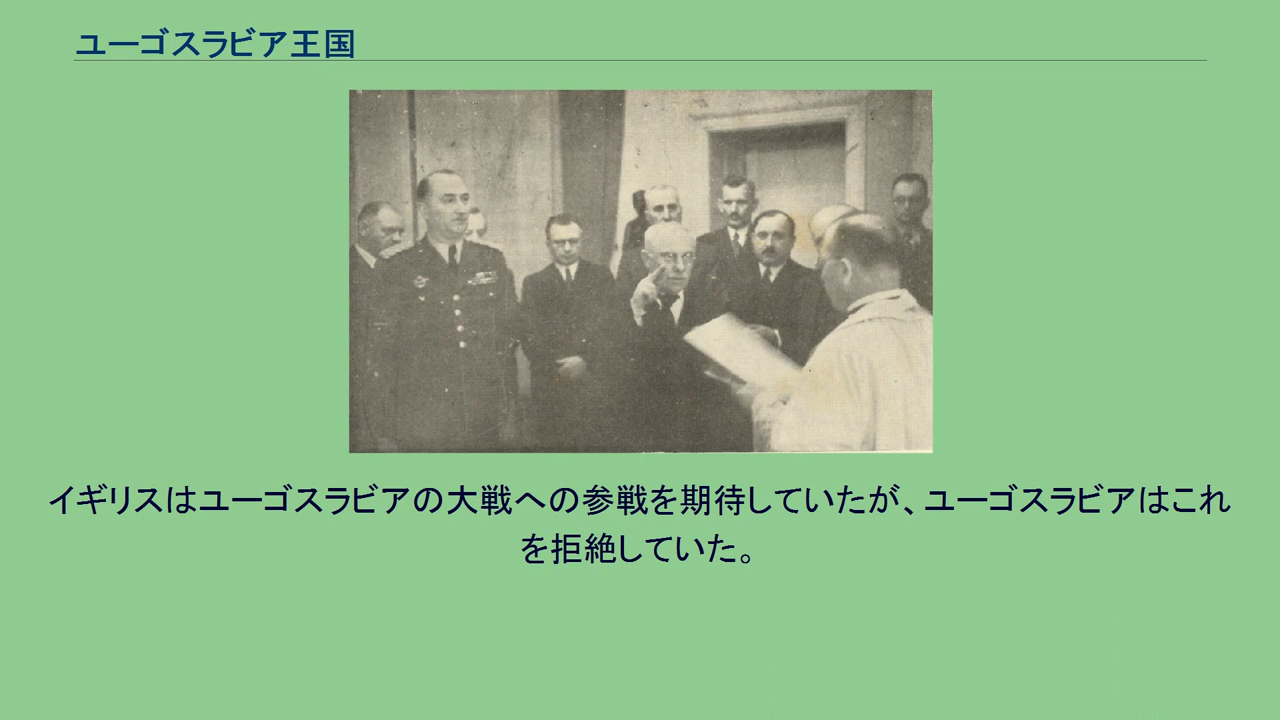 ユーゴスラビア王国
イギリスはユーゴスラビアの大戦への参戦を期待していたが、ユーゴスラビアはこれ
を拒絶していた。